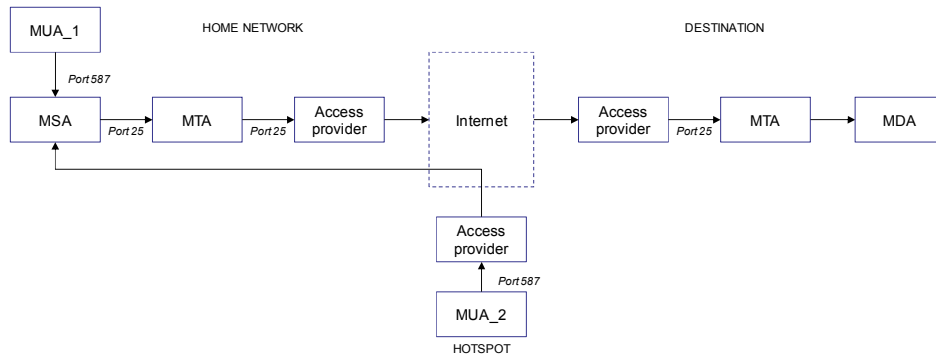 MUA_1
HOME NETWORK
DESTINATION
Port 587
MSA
Port 25
MTA
Port 25
Access
provider
Internet
Access
provider
Port 25
MTA
MDA
Access
provider
Port 587
MUA_2
HOTSPOT